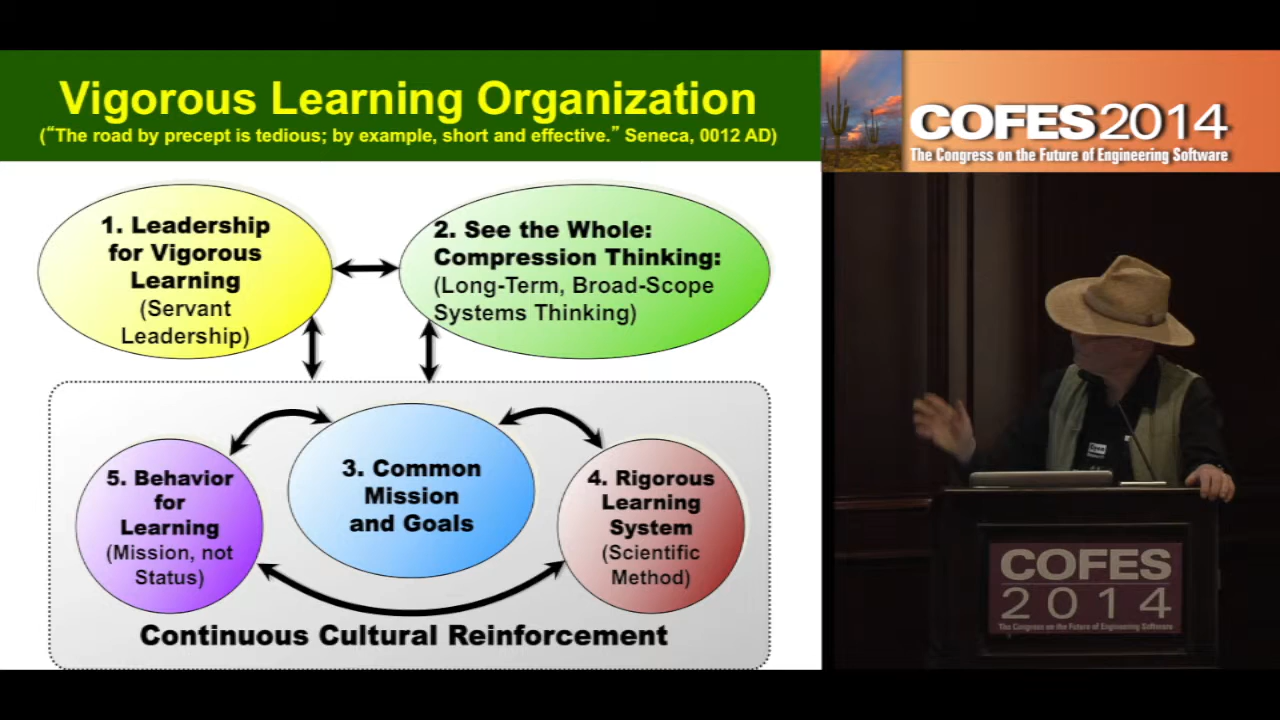 Vigorous Learning Organization
(“The road by precept is tedious; by example, short and effective.” Seneca, 0012 AD)
COFES2014
The Congress on the Future of Engineering Software
1. Leadership
for Vigorous
Learning
(Servant
Leadership)
2. See the Whole:
Compression Thinking:
(Long-Term, Broad-Scope
Systems Thinking)
3. Common
Mission
and Goals
4. Rigorous
Learning
System
(Scientific
Method)
5. Behavior
for
Learning
(Mission, not
Status)
Continuous Cultural Reinforcement
COFES
2014
The Congress on the Future of Engineering Software